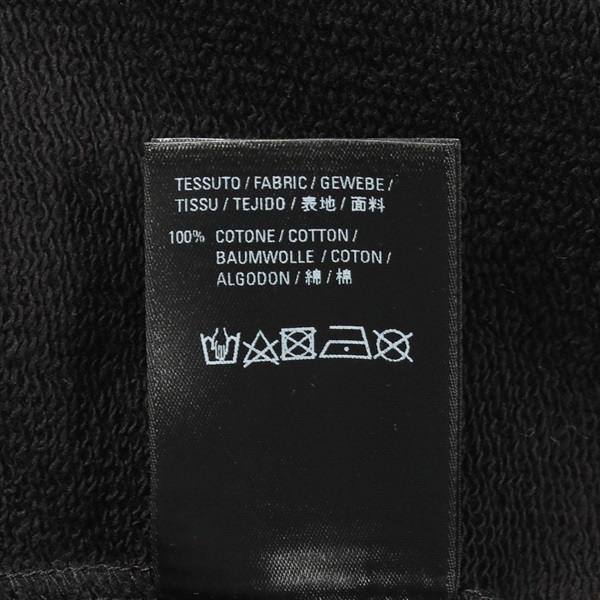 TESSUTO / FABRIC / GEWEBE /
TISSU / TEJIDO / 表地 / 面料
100% COTONE / COTTON /
BAUMWOLLE / COTON /
ALGODON / 綿 / 棉